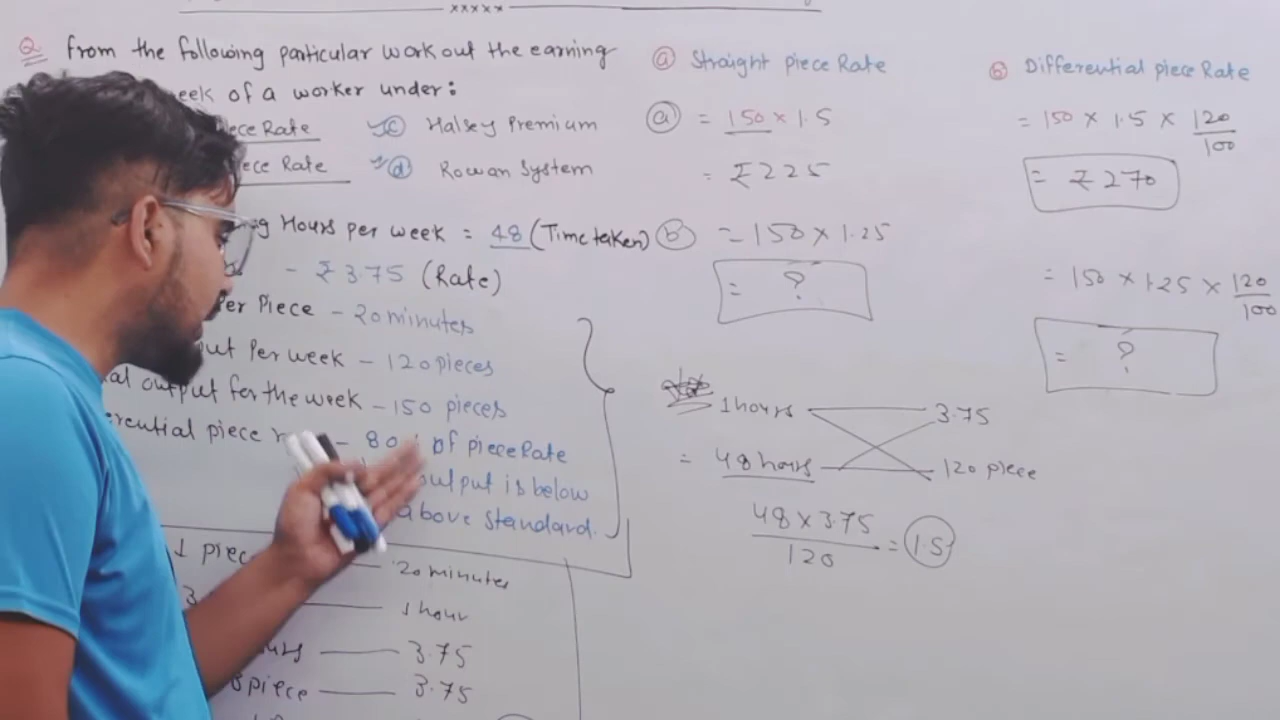 xxxxx
Q from the following particular work out the earning
eek of a worker under:
ece Rate (c) Halsey Premium
ece Rate (d) Rowan System
g Hours per week = 48 (Time taken)
- ₹ 3.75 (Rate)
Per Piece - 20 minutes
ut Per week - 120 pieces
al output for the week - 150 pieces
erential piece - 80 of piece Rate
output is below
above standard.
1 piec 20 minutes
3 1 hour
urs 3.75
piece 3.75
(a) Straight piece Rate
(a) = 150 x 1.5
= ₹225
(b) = 150 x 1.25
= ?
1 hours 3.75
= 48 hours 120 piece
48 x 3.75
120
= 1.5
(b) Differential piece Rate
= 150 x 1.5 x 120
100
= ₹ 270
= 150 x 1.25 x 120
100
= ?